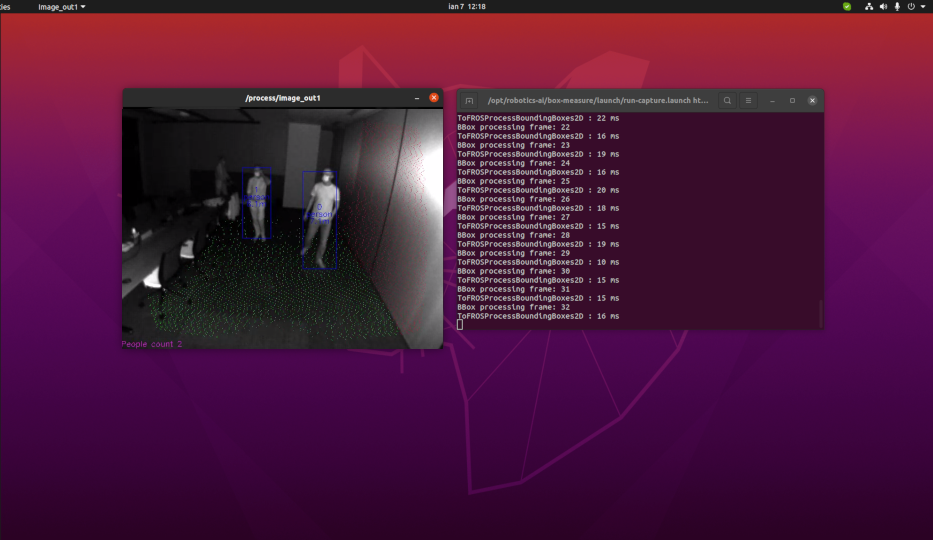 ies
image_out1
ian 7 12:18
/process/image_out1
1
0
person
People count 2
/opt/robotics-ai/box-measure/launch/run-capture.launch ht...
ToFROSProcessBoundingBoxes2D : 22 ms
BBox processing frame: 22
ToFROSProcessBoundingBoxes2D : 16 ms
BBox processing frame: 23
ToFROSProcessBoundingBoxes2D : 19 ms
BBox processing frame: 24
ToFROSProcessBoundingBoxes2D : 16 ms
BBox processing frame: 25
ToFROSProcessBoundingBoxes2D : 20 ms
BBox processing frame: 26
ToFROSProcessBoundingBoxes2D : 18 ms
BBox processing frame: 27
ToFROSProcessBoundingBoxes2D : 15 ms
BBox processing frame: 28
ToFROSProcessBoundingBoxes2D : 19 ms
BBox processing frame: 29
ToFROSProcessBoundingBoxes2D : 10 ms
BBox processing frame: 30
ToFROSProcessBoundingBoxes2D : 15 ms
BBox processing frame: 31
ToFROSProcessBoundingBoxes2D : 15 ms
BBox processing frame: 32
ToFROSProcessBoundingBoxes2D : 16 ms